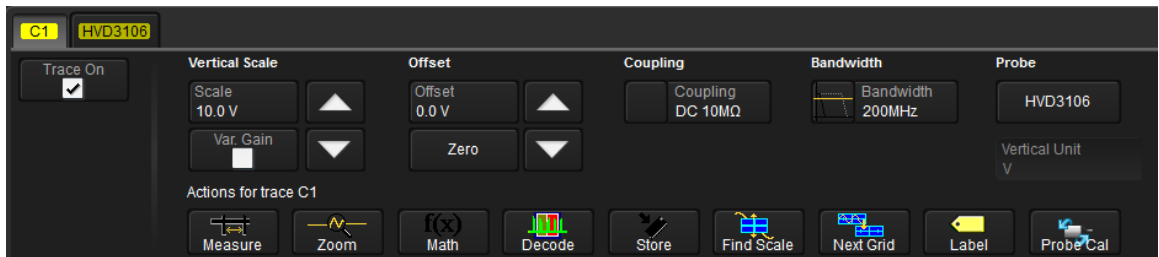 C1 HVD3106
Trace On
Vertical Scale
Offset
Coupling
Bandwidth
Probe
Scale
10.0 V
Offset
0.0 V
Coupling
DC 10MΩ
Bandwidth
200MHz
HVD3106
Var. Gain
Zero
Vertical Unit
V
Actions for trace C1
Measure
Zoom
f(x)
Math
Decode
Store
Find Scale
Next Grid
Label
Probe Cal